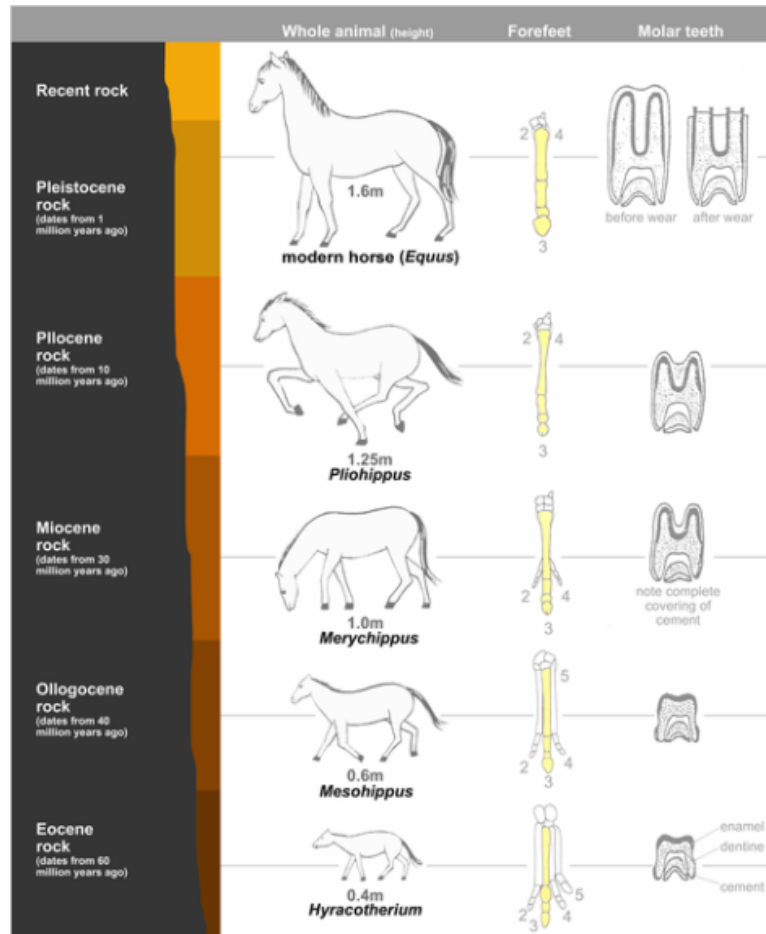 Whole animal (height) Forefeet Molar teeth
Recent rock
2 4
1.6m
Pleistocene
rock
(dates from 1
million years ago)
before wear after wear
3
modern horse (Equus)
Pliocene
rock
(dates from 10
million years ago)
2 4
3
1.25m
Pliohippus
4
Miocene
rock
(dates from 30
million years ago)
2 4
3
note complete
covering of
cement
1.0m
Merychippus
Ollogocene
rock
(dates from 40
million years ago)
5
2 4
3
0.6m
Mesohippus
Eocene
rock
(dates from 60
million years ago)
enamel
dentine
cement
5
2 3 4
0.4m
Hyracotherium